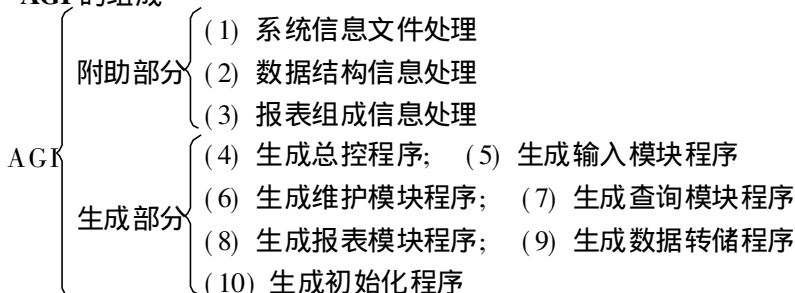 AGI 的组成
(1) 系统信息文件处理
附助部分 (2) 数据结构信息处理
(3) 报表组成信息处理
AGI
(4) 生成总控程序; (5) 生成输入模块程序
(6) 生成维护模块程序; (7) 生成查询模块程序
生成部分
(8) 生成报表模块程序; (9) 生成数据转储程序
(10) 生成初始化程序